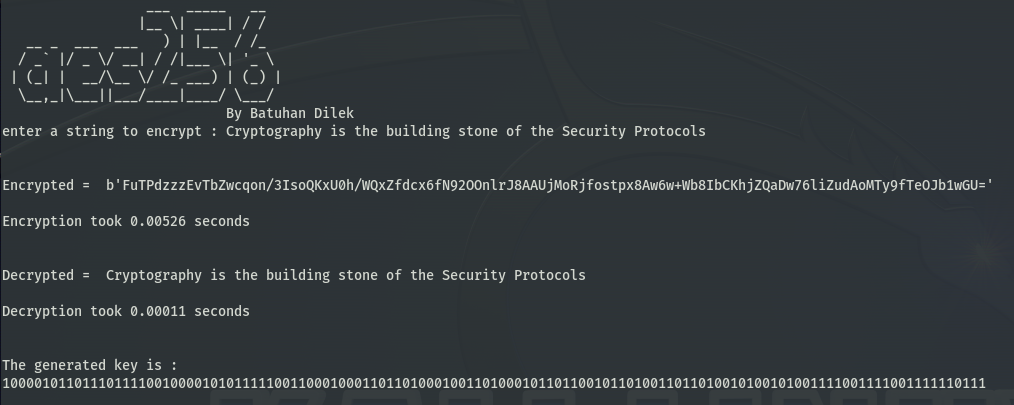 aes256
By Batuhan Dilek
enter a string to encrypt : Cryptography is the building stone of the Security Protocols
Encrypted =  b'FuTPdzzzEvTbZwcqon/3IsoQKxU0h/WQxZfdcx6fN92OOnlrJ8AAUjMoRjfostpx8Aw6w+Wb8IbCKhjZQaDw76liZudAoMTy9fTeOJb1wGU='
Encryption took 0.00526 seconds
Decrypted =  Cryptography is the building stone of the Security Protocols
Decryption took 0.00011 seconds
The generated key is :
100001011011101111001000010101111100110001000110110100010011010001011011001011010011011010010100101001111001111001111110111